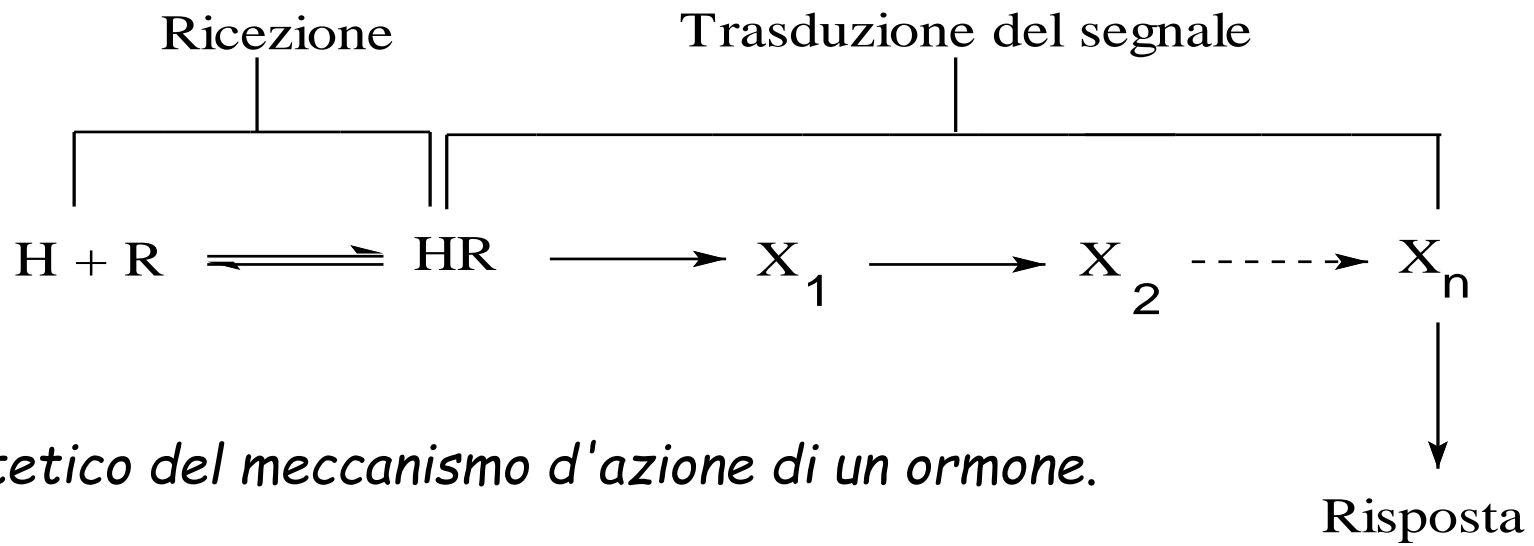 Ricezione Trasduzione del segnale
H + R HR X1 X2 Xn
tetico del meccanismo d'azione di un ormone.
Risposta